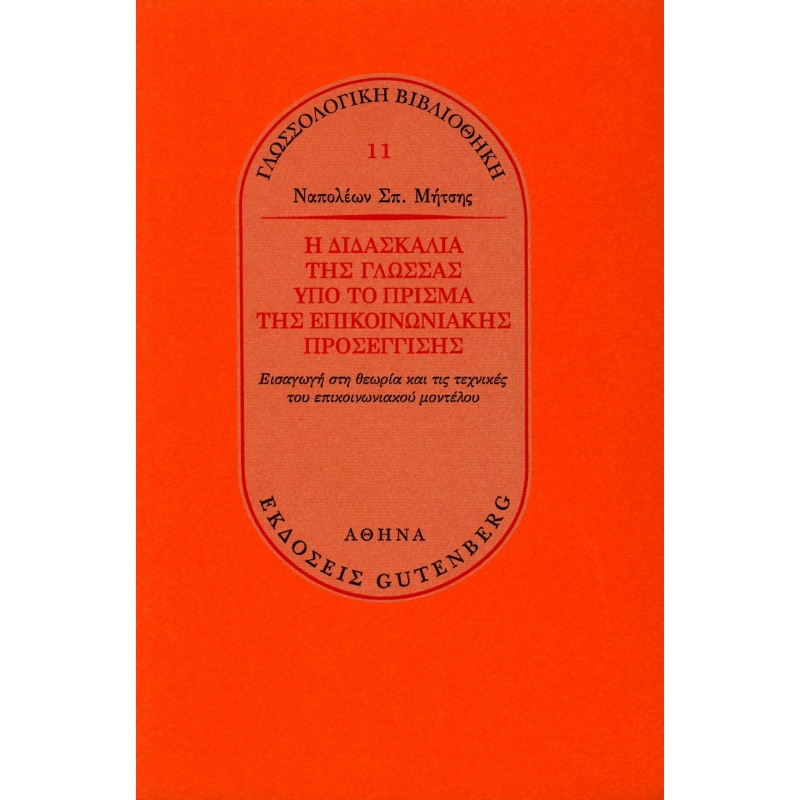 ΓΛΩΣΣΟΛΟΓΙΚΗ ΒΙΒΛΙΟΘΗΚΗ
11
Ναπολέων Σπ. Μήτσης
Η ΔΙΔΑΣΚΑΛΙΑ
ΤΗΣ ΓΛΩΣΣΑΣ
ΥΠΟ ΤΟ ΠΡΙΣΜΑ
ΤΗΣ ΕΠΙΚΟΙΝΩΝΙΑΚΗΣ
ΠΡΟΣΕΓΓΙΣΗΣ
Εισαγωγή στη θεωρία και τις τεχνικές
του επικοινωνιακού μοντέλου
ΑΘΗΝΑ
ΕΚΔΟΣΕΙΣ GUTENBERG